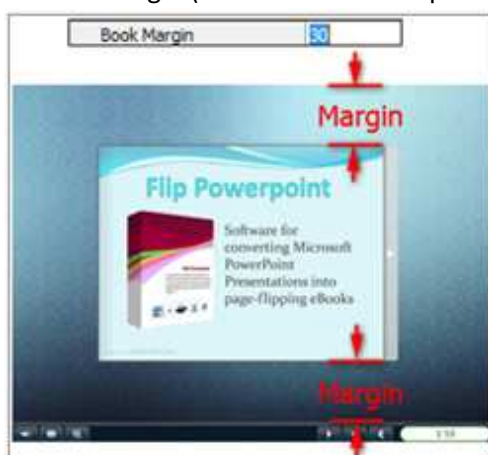 Book Margin 30
Margin
Flip Powerpoint
Software for
converting Microsoft
PowerPoint
Presentations into
page-flipping eBooks
Margin